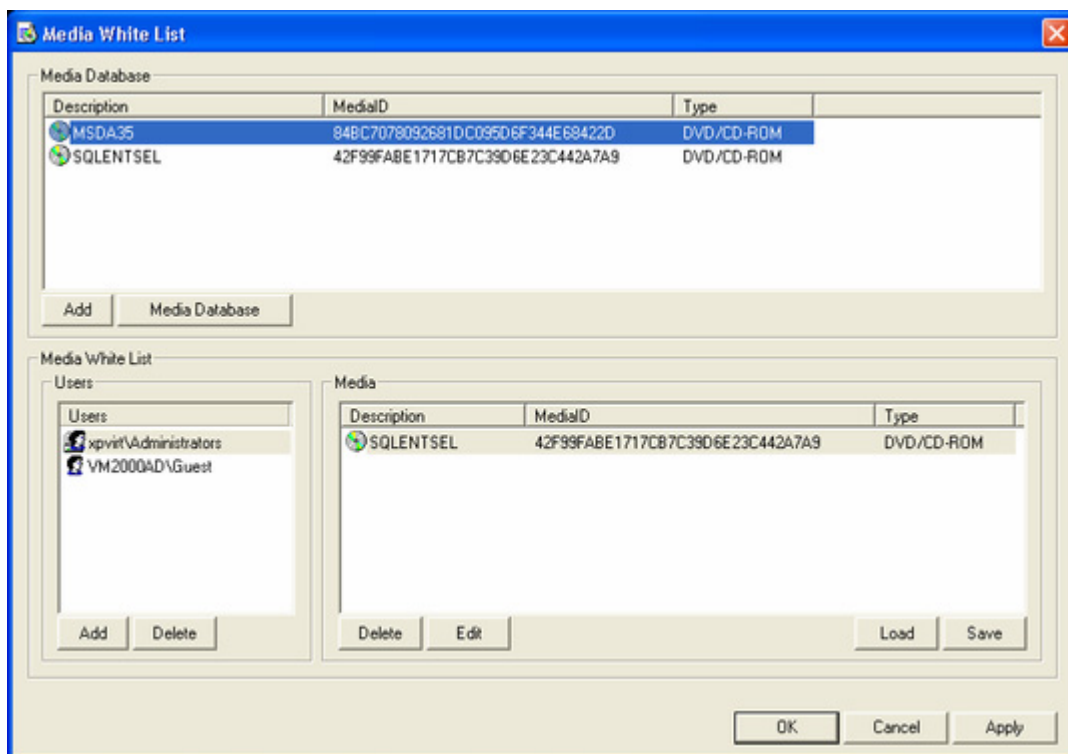 Media White List
Media Database
Description MediaID Type
MSDA35 84BC7078092681DC095D6F344E68422D DVD/CD-ROM
SQLENTSEL 42F99FABE1717CB7C39D6E23C442A7A9 DVD/CD-ROM
Add Media Database
Media White List
Users
Users
xpvirt\Administrators
VM2000AD\Guest
Add Delete
Media
Description MediaID Type
SQLENTSEL 42F99FABE1717CB7C39D6E23C442A7A9 DVD/CD-ROM
Delete Edit Load Save
OK Cancel Apply